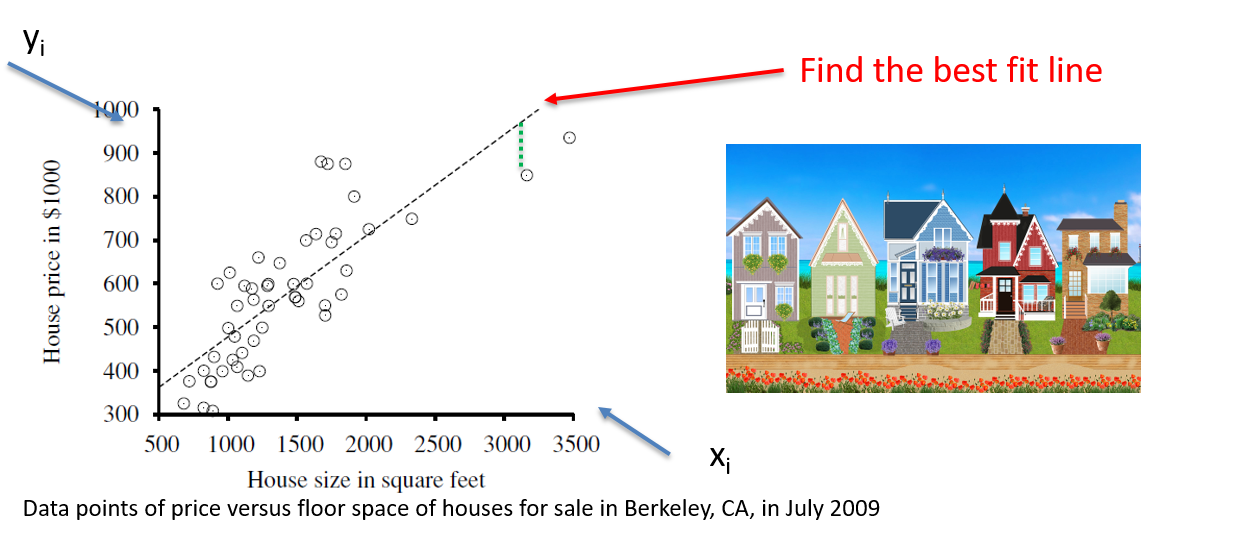 yi
Find the best fit line
1000
900
800
700
600
500
400
300
House price in $1000
500 1000 1500 2000 2500 3000 3500
House size in square feet
xi
Data points of price versus floor space of houses for sale in Berkeley, CA, in July 2009